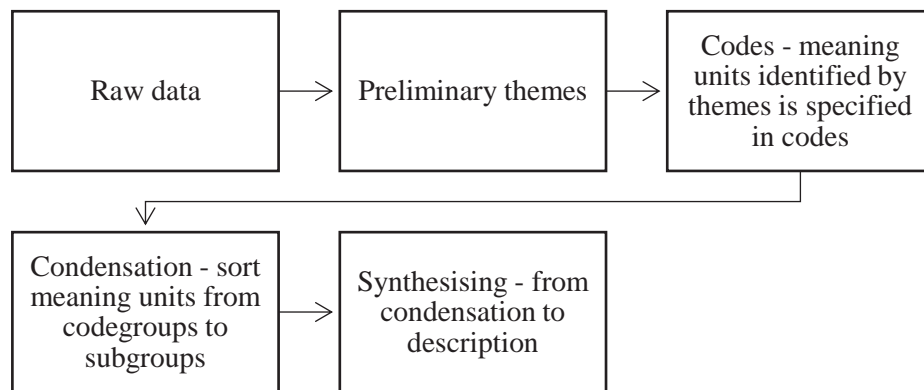 Raw data
Preliminary themes
Codes - meaning
units identified by
themes is specified
in codes
Condensation - sort
meaning units from
codegroups to
subgroups
Synthesising - from
condensation to
description